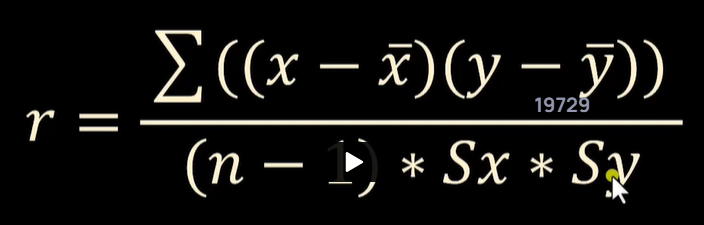 r = ∑((x − x̄)(y − ȳ)) / (n − 1) * Sx * Sy
19729